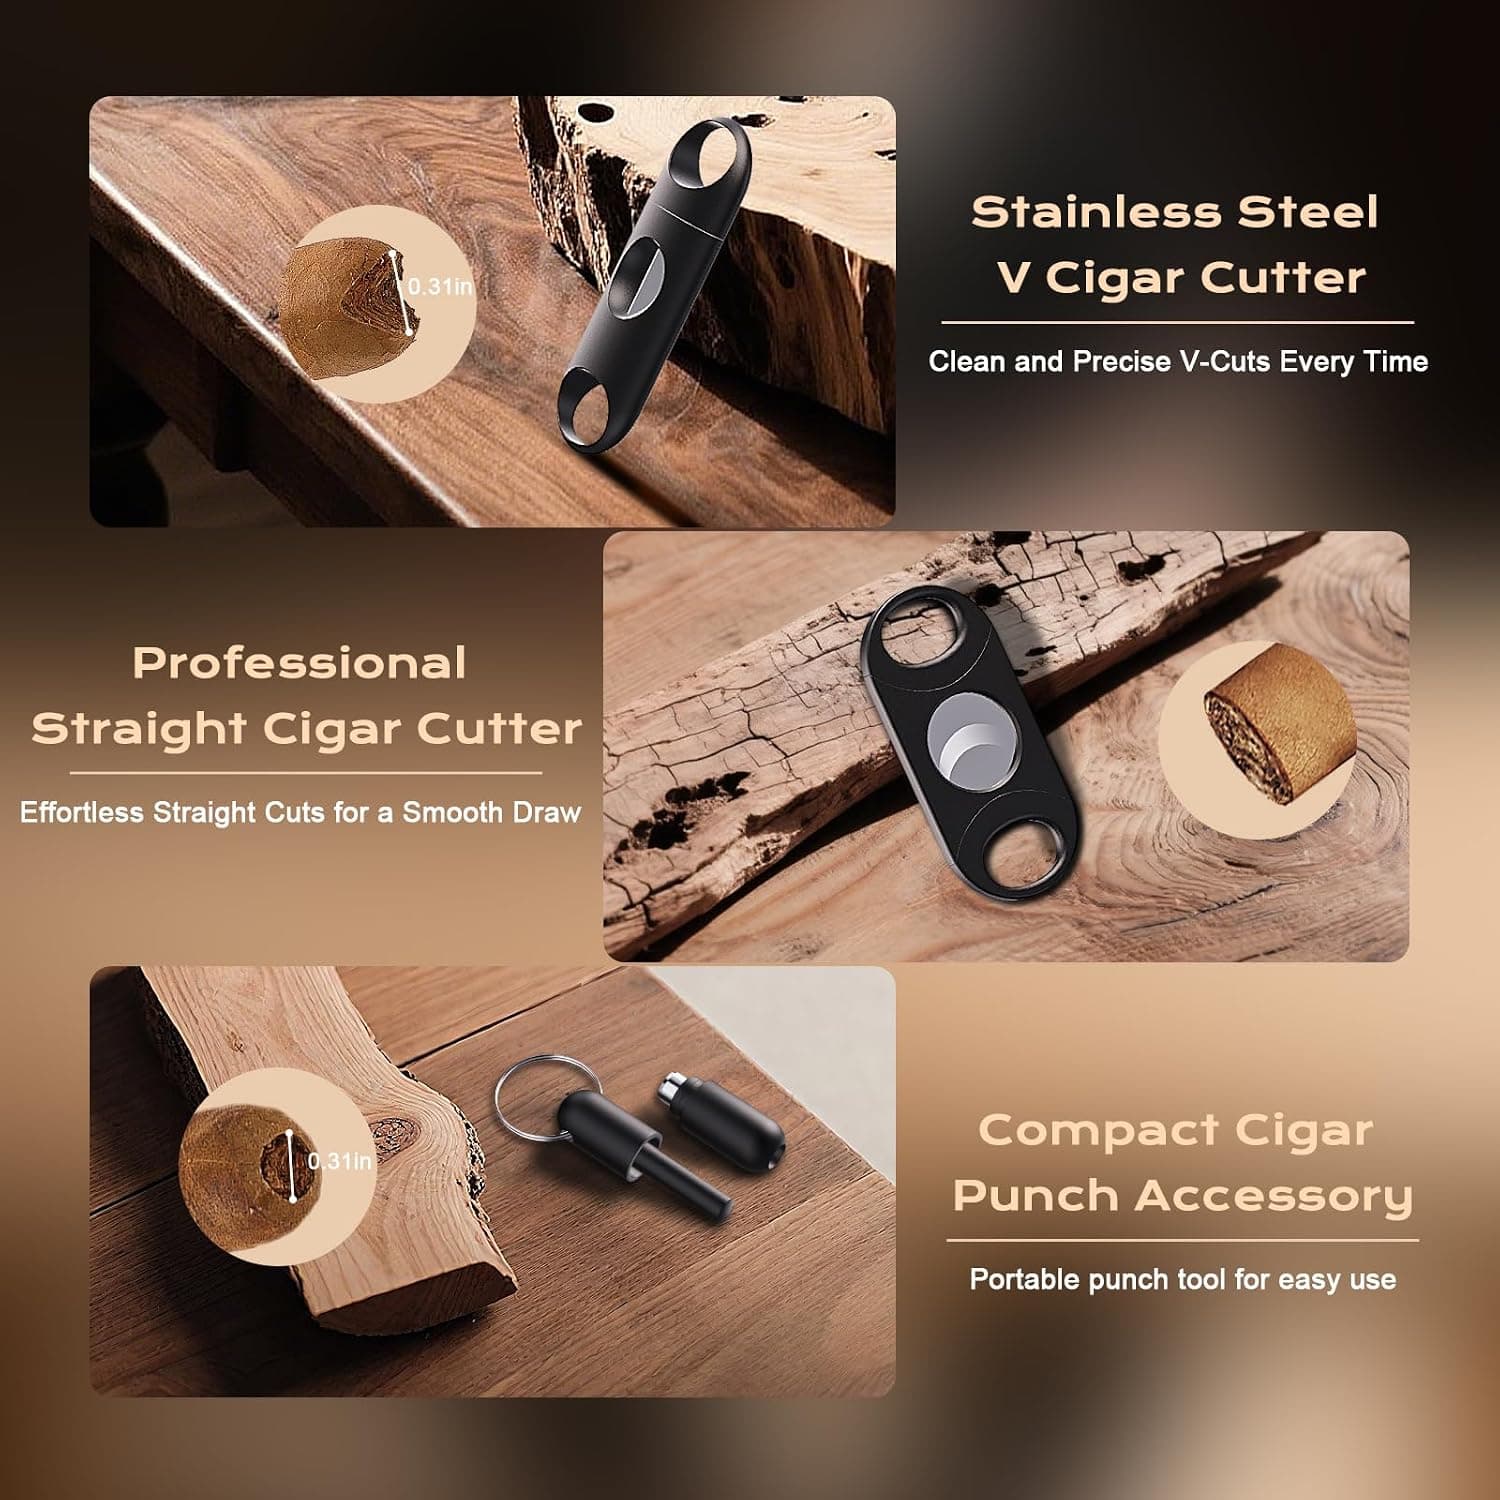 0.31in
Stainless Steel
V Cigar Cutter
Clean and Precise V-Cuts Every Time
Professional
Straight Cigar Cutter
Effortless Straight Cuts for a Smooth Draw
0.31in
Compact Cigar
Punch Accessory
Portable punch tool for easy use